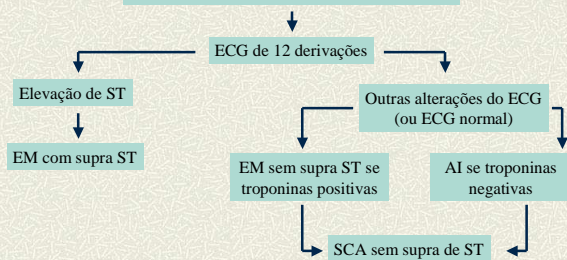 ECG de 12 derivações
Elevação de ST
Outras alterações do ECG
(ou ECG normal)
EM com supra ST
EM sem supra ST se
troponinas positivas
AI se troponinas
negativas
SCA sem supra de ST